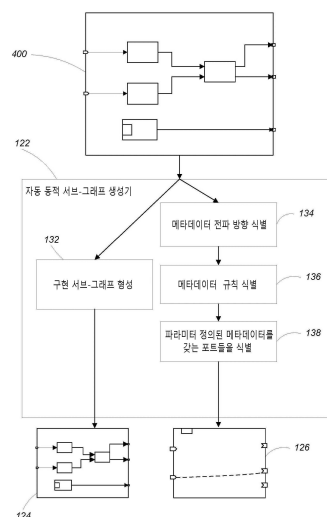 400
122
자동 동적 서브-그래프 생성기
132
구현 서브-그래프 형성
메타데이터 전파 방향 식별
134
메타데이터 규칙 식별
136
파라미터 정의된 메타데이터를
갖는 포트들을 식별
138
124
126